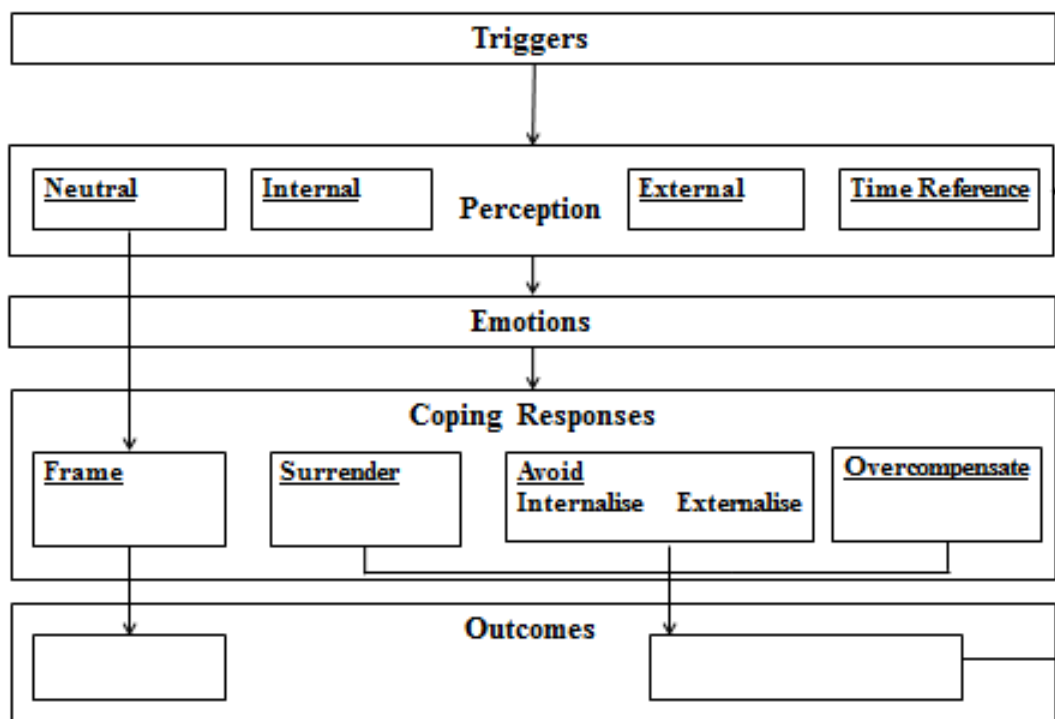 Triggers
Neutral
Internal
Perception
External
Time Reference
Emotions
Coping Responses
Frame
Surrender
Avoid
Internalise Externalise
Overcompensate
Outcomes